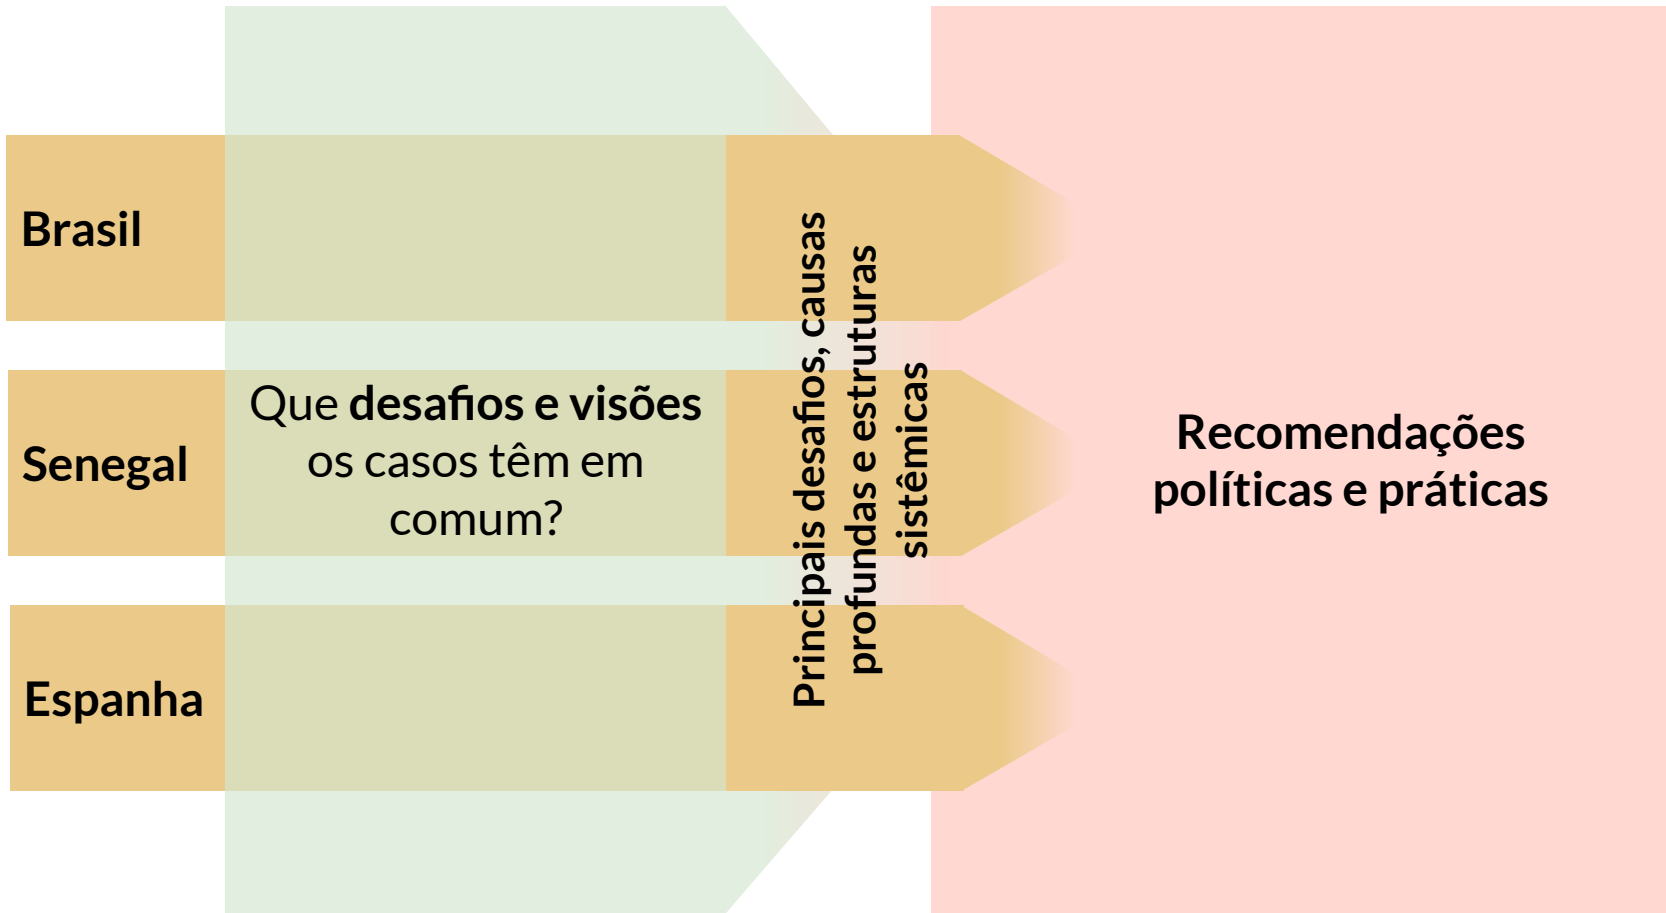 Brasil
Senegal
Espanha
Que desafios e visões
os casos têm em
comum?
Principais desafios, causas
profundas e estruturas
sistêmicas
Recomendações
políticas e práticas